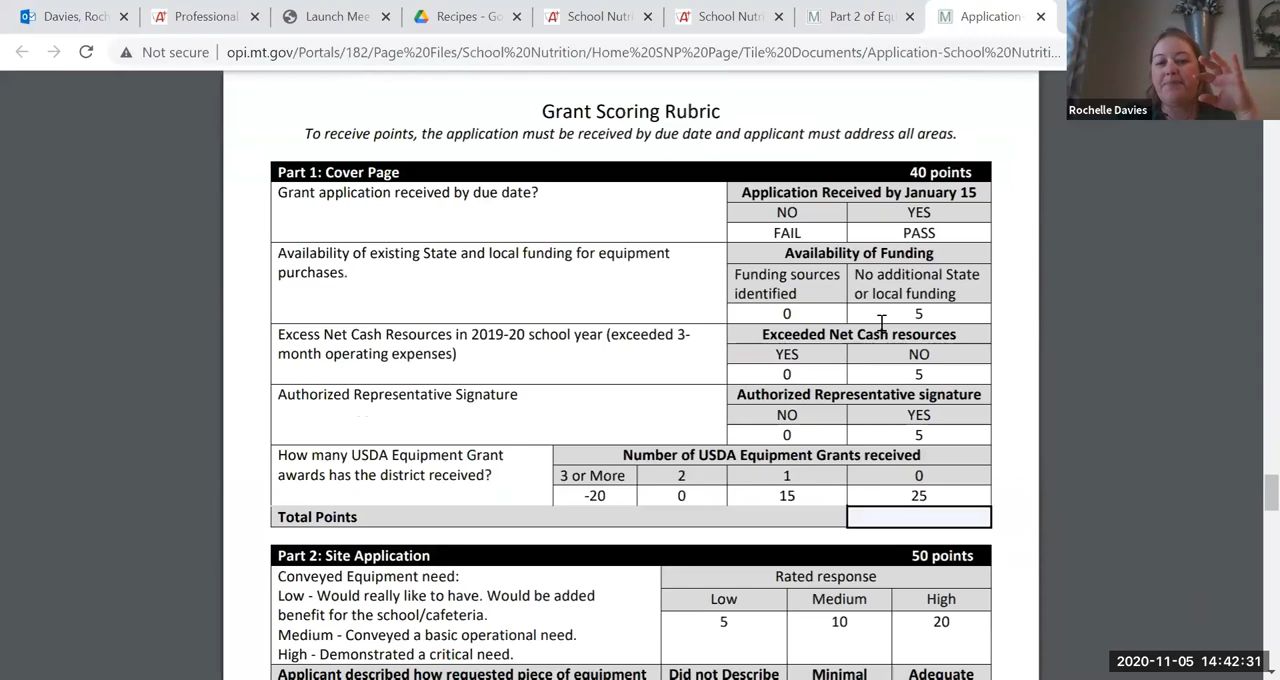 Davies, Roc
Professional
Launch Mee
Recipes - Go
School Nutri
School Nutri
Part 2 of Equ
Application-
Not secure
opi.mt.gov/Portals/182/Page%20Files/School%20Nutrition/Home%20SNP%20Page/Tile%20Documents/Application-School%20Nutriti...
Rochelle Davies
Grant Scoring Rubric
To receive points, the application must be received by due date and applicant must address all areas.
Part 1: Cover Page 40 points
Grant application received by due date? Application Received by January 15
NO YES
FAIL PASS
Availability of existing State and local funding for equipment Availability of Funding
purchases. Funding sources No additional State
identified or local funding
0 5
Excess Net Cash Resources in 2019-20 school year (exceeded 3- Exceeded Net Cash resources
month operating expenses) YES NO
0 5
Authorized Representative Signature Authorized Representative signature
NO YES
0 5
How many USDA Equipment Grant Number of USDA Equipment Grants received
awards has the district received? 3 or More 2 1 0
-20 0 15 25
Total Points
Part 2: Site Application 50 points
Conveyed Equipment need: Rated response
Low - Would really like to have. Would be added Low Medium High
benefit for the school/cafeteria. 5 10 20
Medium - Conveyed a basic operational need.
High - Demonstrated a critical need.
Applicant described how requested piece of equipment Did not Describe Minimal Adequate
2020-11-05 14:42:31